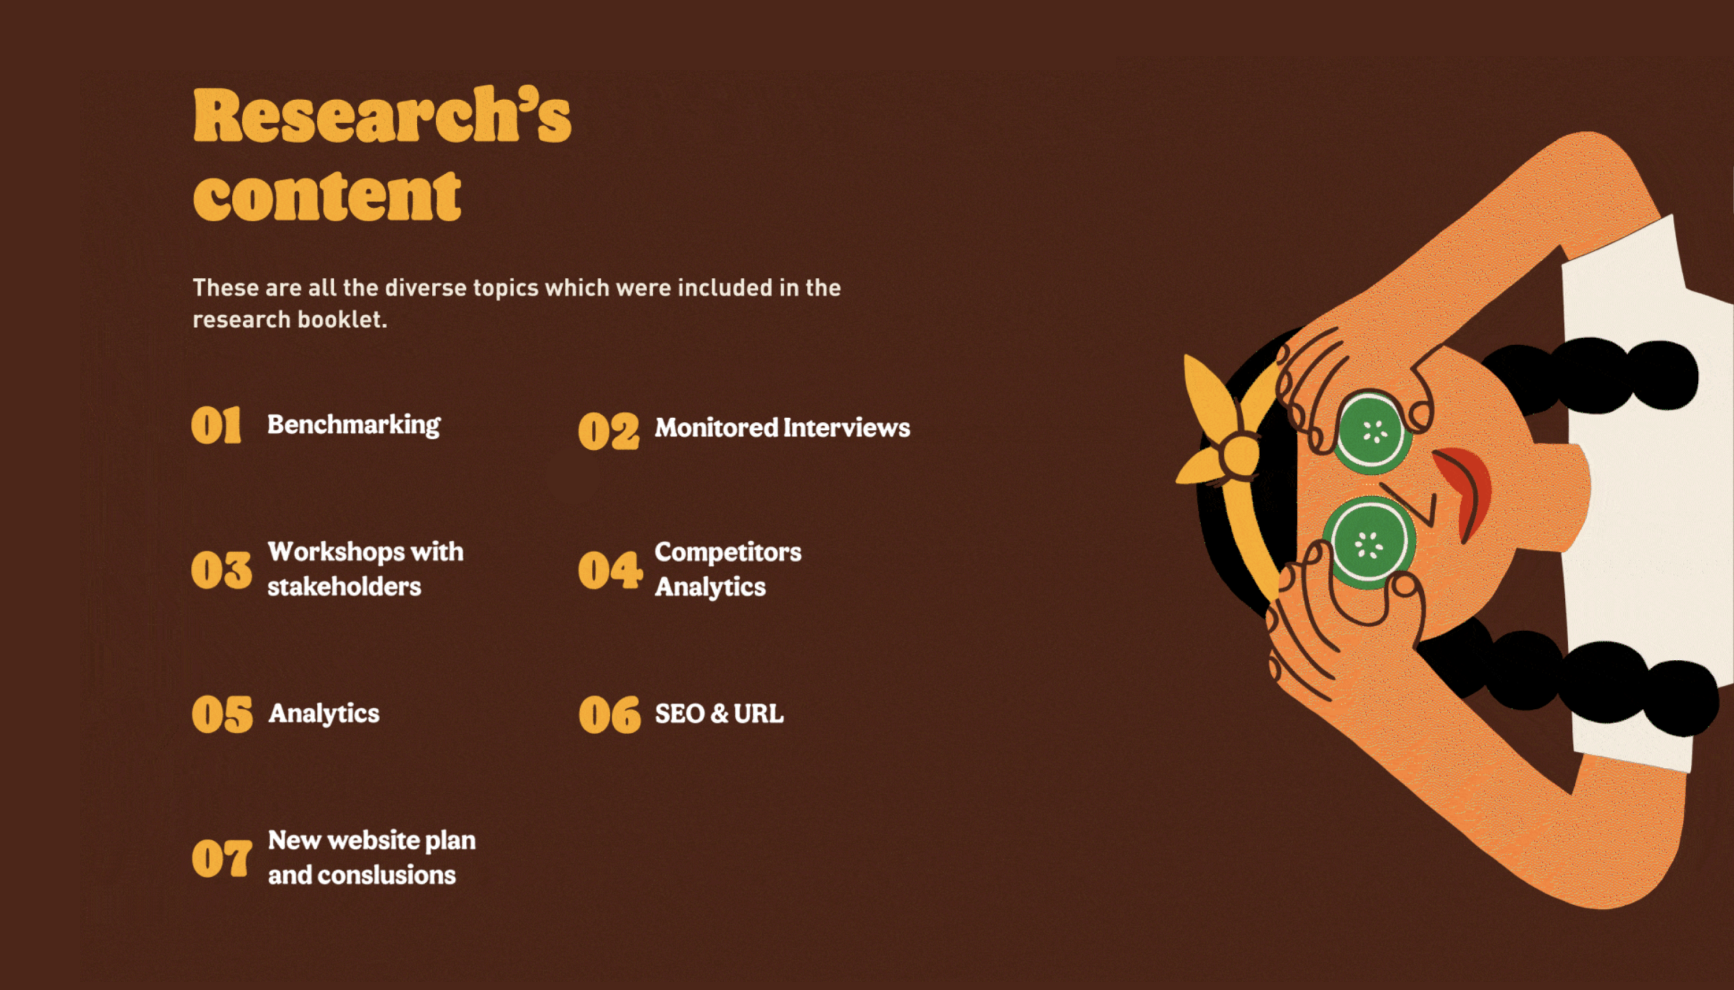 Research's
content
These are all the diverse topics which were included in the
research booklet.
01 Benchmarking
02 Monitored Interviews
03 Workshops with
stakeholders
04 Competitors
Analytics
05 Analytics
06 SEO & URL
07 New website plan
and conslusions